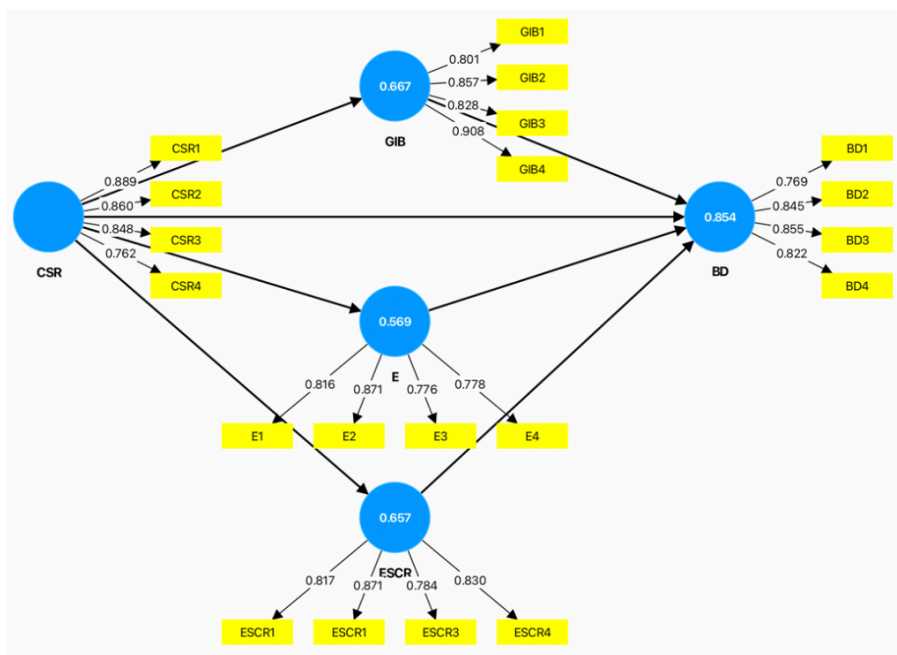 GIB1
0.801
GIB2
0.667
0.857
0.828
GIB3
GIB
0.908
GIB4
CSR1
0.889
CSR2
0.860
0.848
CSR3
0.762
CSR4
CSR
BD1
0.769
BD2
0.845
0.854
0.855
BD3
0.822
BD4
BD
0.569
E
0.816
0.871
0.776
0.778
E1
E2
E3
E4
0.657
ESCR
0.817
0.871
0.784
0.830
ESCR1
ESCR1
ESCR3
ESCR4